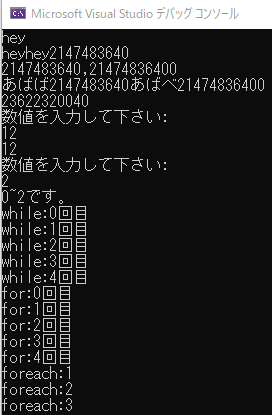 Microsoft Visual Studio デバッグ コンソール
hey
heyhey2147483640
2147483640,21474836400
あばば2147483640あばべ21474836400
23622320040
数値を入力して下さい:
12
12
数値を入力して下さい:
2
0~2です。
while:0回目
while:1回目
while:2回目
while:3回目
while:4回目
for:0回目
for:1回目
for:2回目
for:3回目
for:4回目
foreach:1
foreach:2
foreach:3